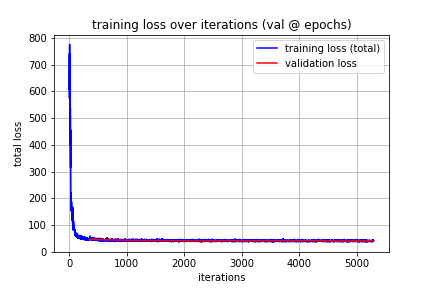 training loss over iterations (val @ epochs)
training loss (total)
validation loss
total loss
800
700
600
500
400
300
200
100
0
0 1000 2000 3000 4000 5000
iterations